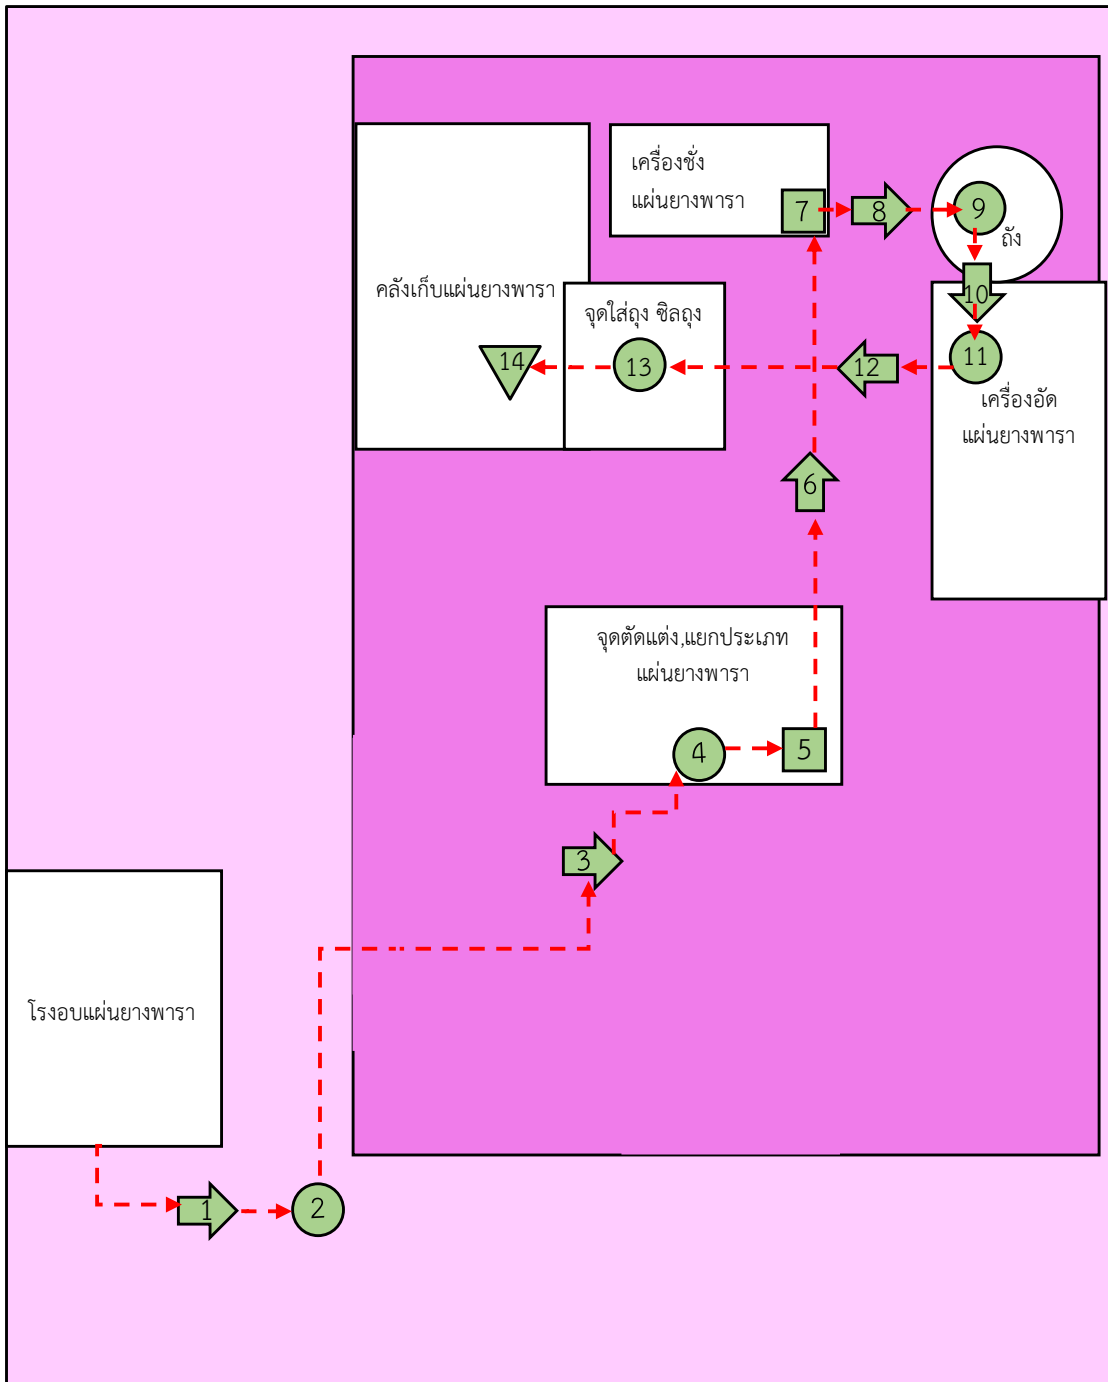 เครื่องชั่ง
แผ่นยางพารา
7
8
9
ถัง
คลังเก็บแผ่นยางพารา
10
จุดใส่ถุง ซิลถุง
14
13
12
11
เครื่องอัด
แผ่นยางพารา
6
จุดตัดแต่ง,แยกประเภท
แผ่นยางพารา
4
5
3
โรงอบแผ่นยางพารา
1
2